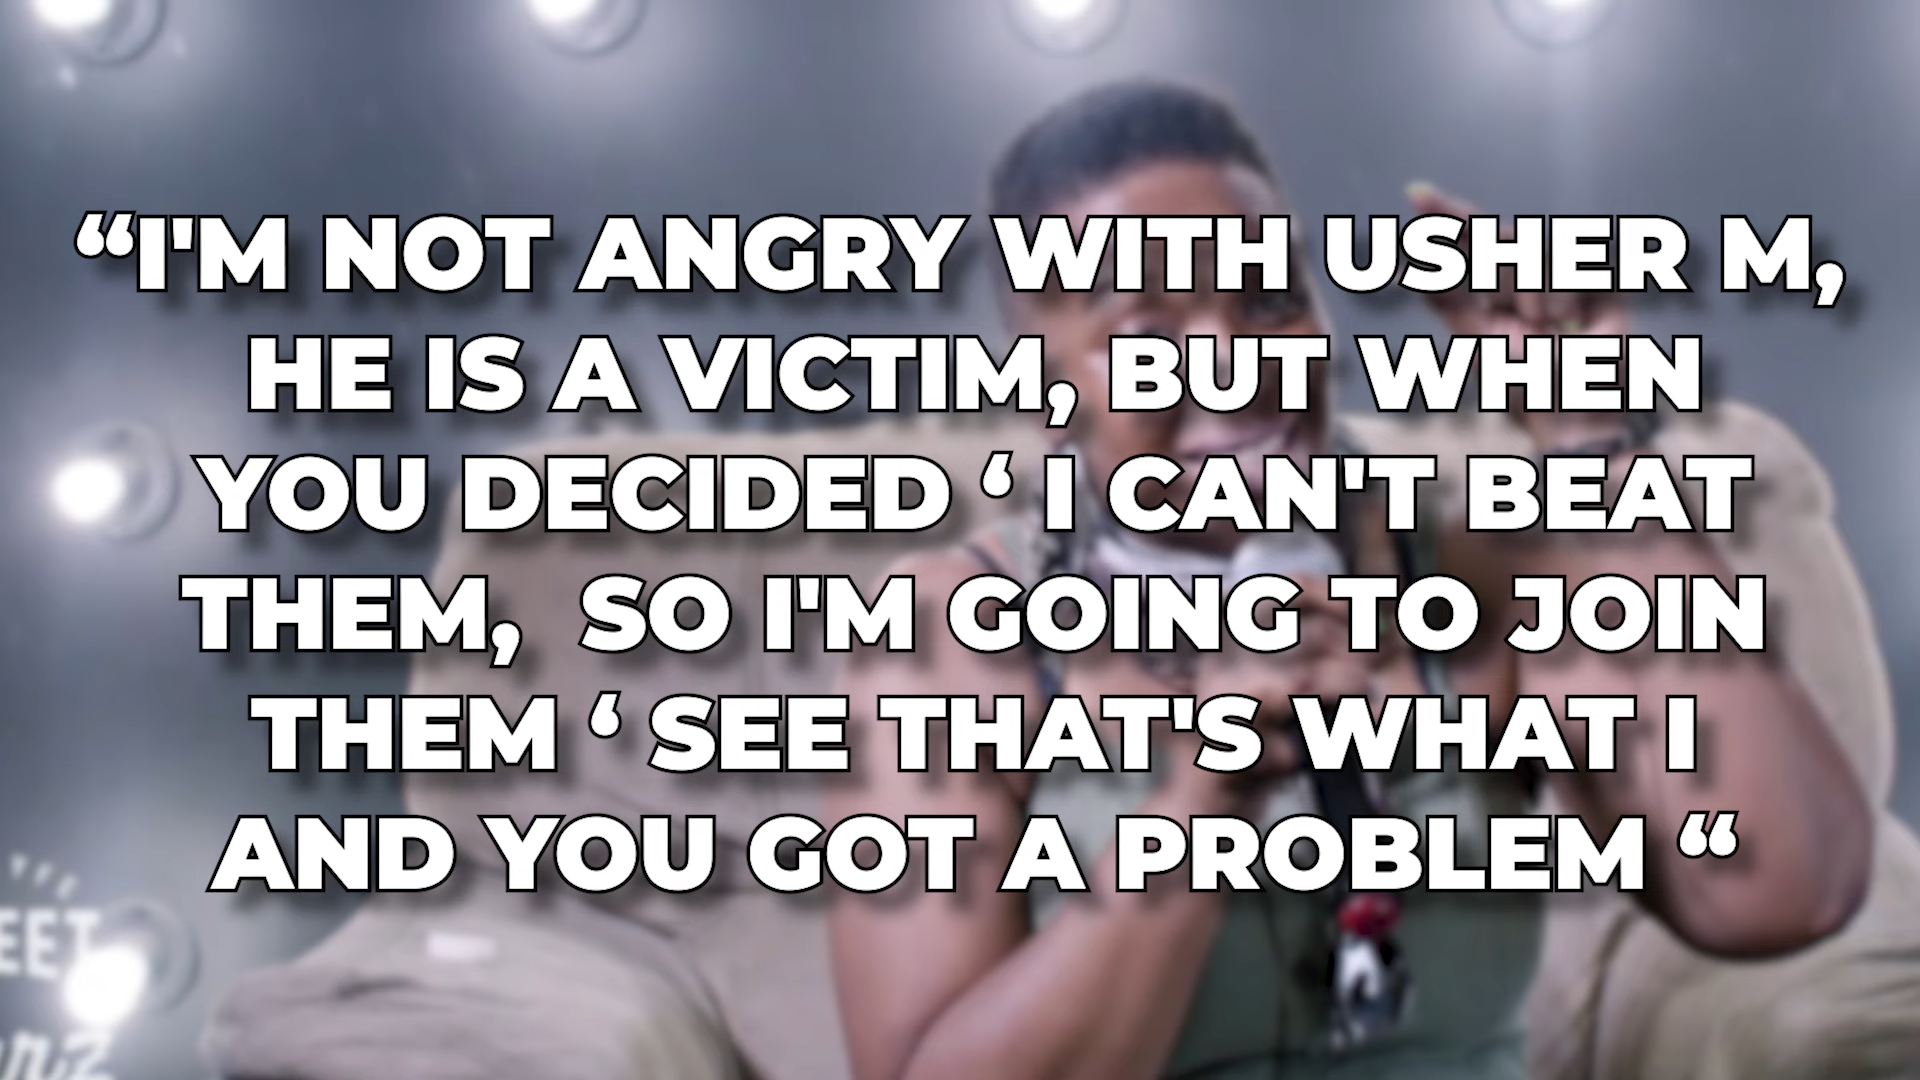 “I'M NOT ANGRY WITH USHER M,
HE IS A VICTIM, BUT WHEN
YOU DECIDED ‘ I CAN'T BEAT
THEM,  SO I'M GOING TO JOIN
THEM ‘ SEE THAT'S WHAT I
AND YOU GOT A PROBLEM “